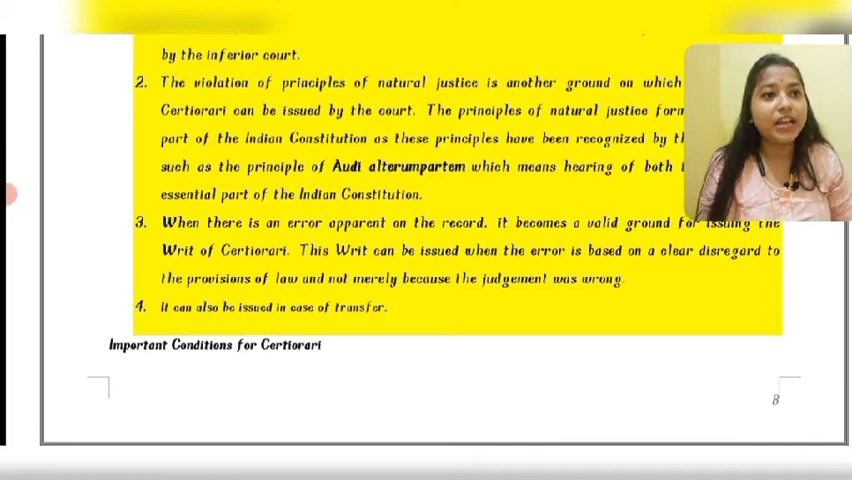 by the inferior court.
2. The violation of principles of natural justice is another ground on which
Certiorari can be issued by the court. The principles of natural justice form
part of the Indian Constitution as these principles have been recognized by
such as the principle of Audi alterumpartem which means hearing of both
essential part of the Indian Constitution.
3. When there is an error apparent on the record, it becomes a valid ground for issuing the
Writ of Certiorari. This Writ can be issued when the error is based on a clear disregard to
the provisions of law and not merely because the judgement was wrong.
4. It can also be issued in case of transfer.
Important Conditions for Certiorari
8